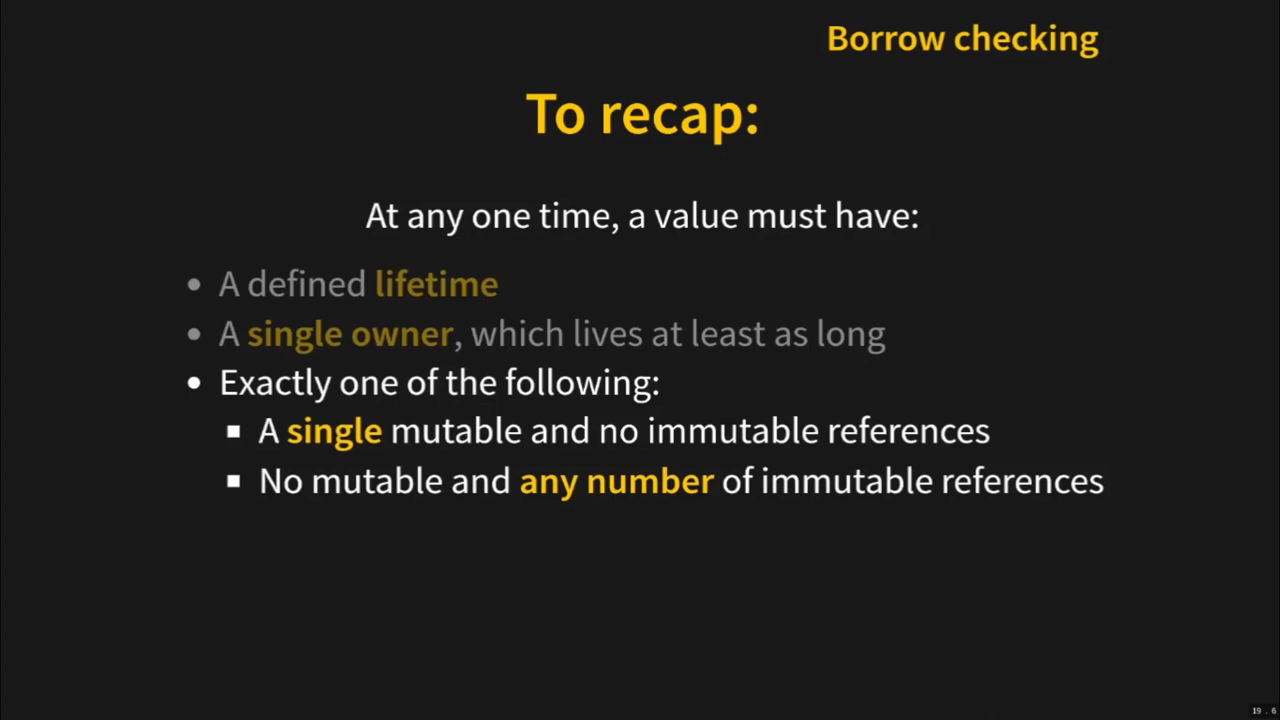 Borrow checking
To recap:
At any one time, a value must have:
• A defined lifetime
• A single owner, which lives at least as long
• Exactly one of the following:
▪ A single mutable and no immutable references
▪ No mutable and any number of immutable references
19 . 6